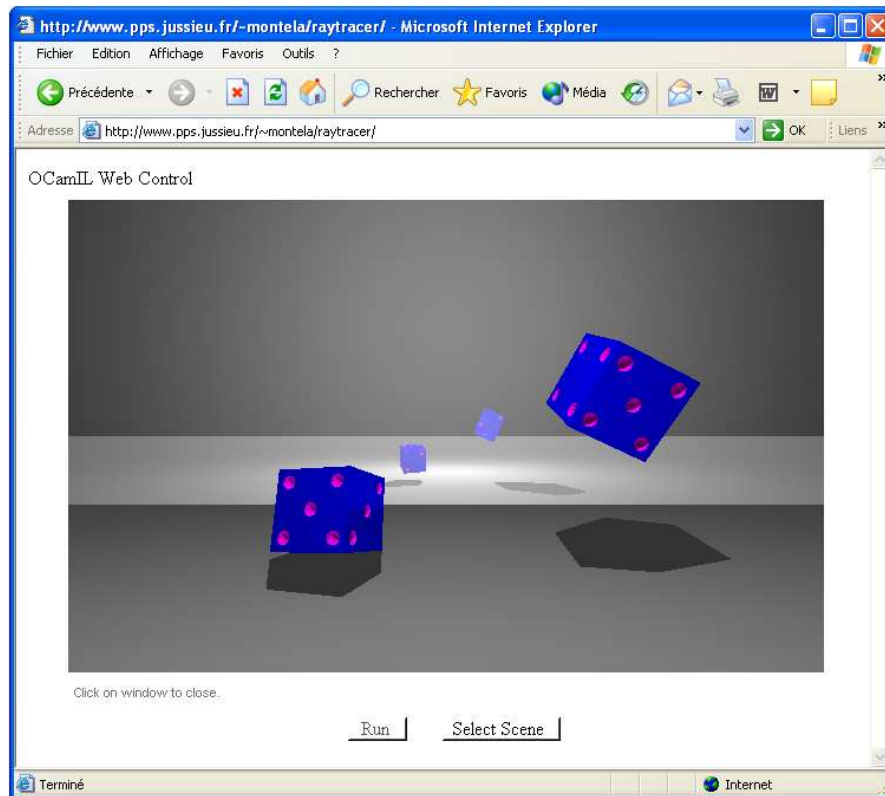 http://www.pps.jussieu.fr/~montela/raytracer/ - Microsoft Internet Explorer
Fichier Edition Affichage Favoris Outils ?
Précédente Rechercher Favoris Média »
Adresse http://www.pps.jussieu.fr/~montela/raytracer/ OK Liens »
OCamIL Web Control
Click on window to close.
Run Select Scene
Terminé Internet